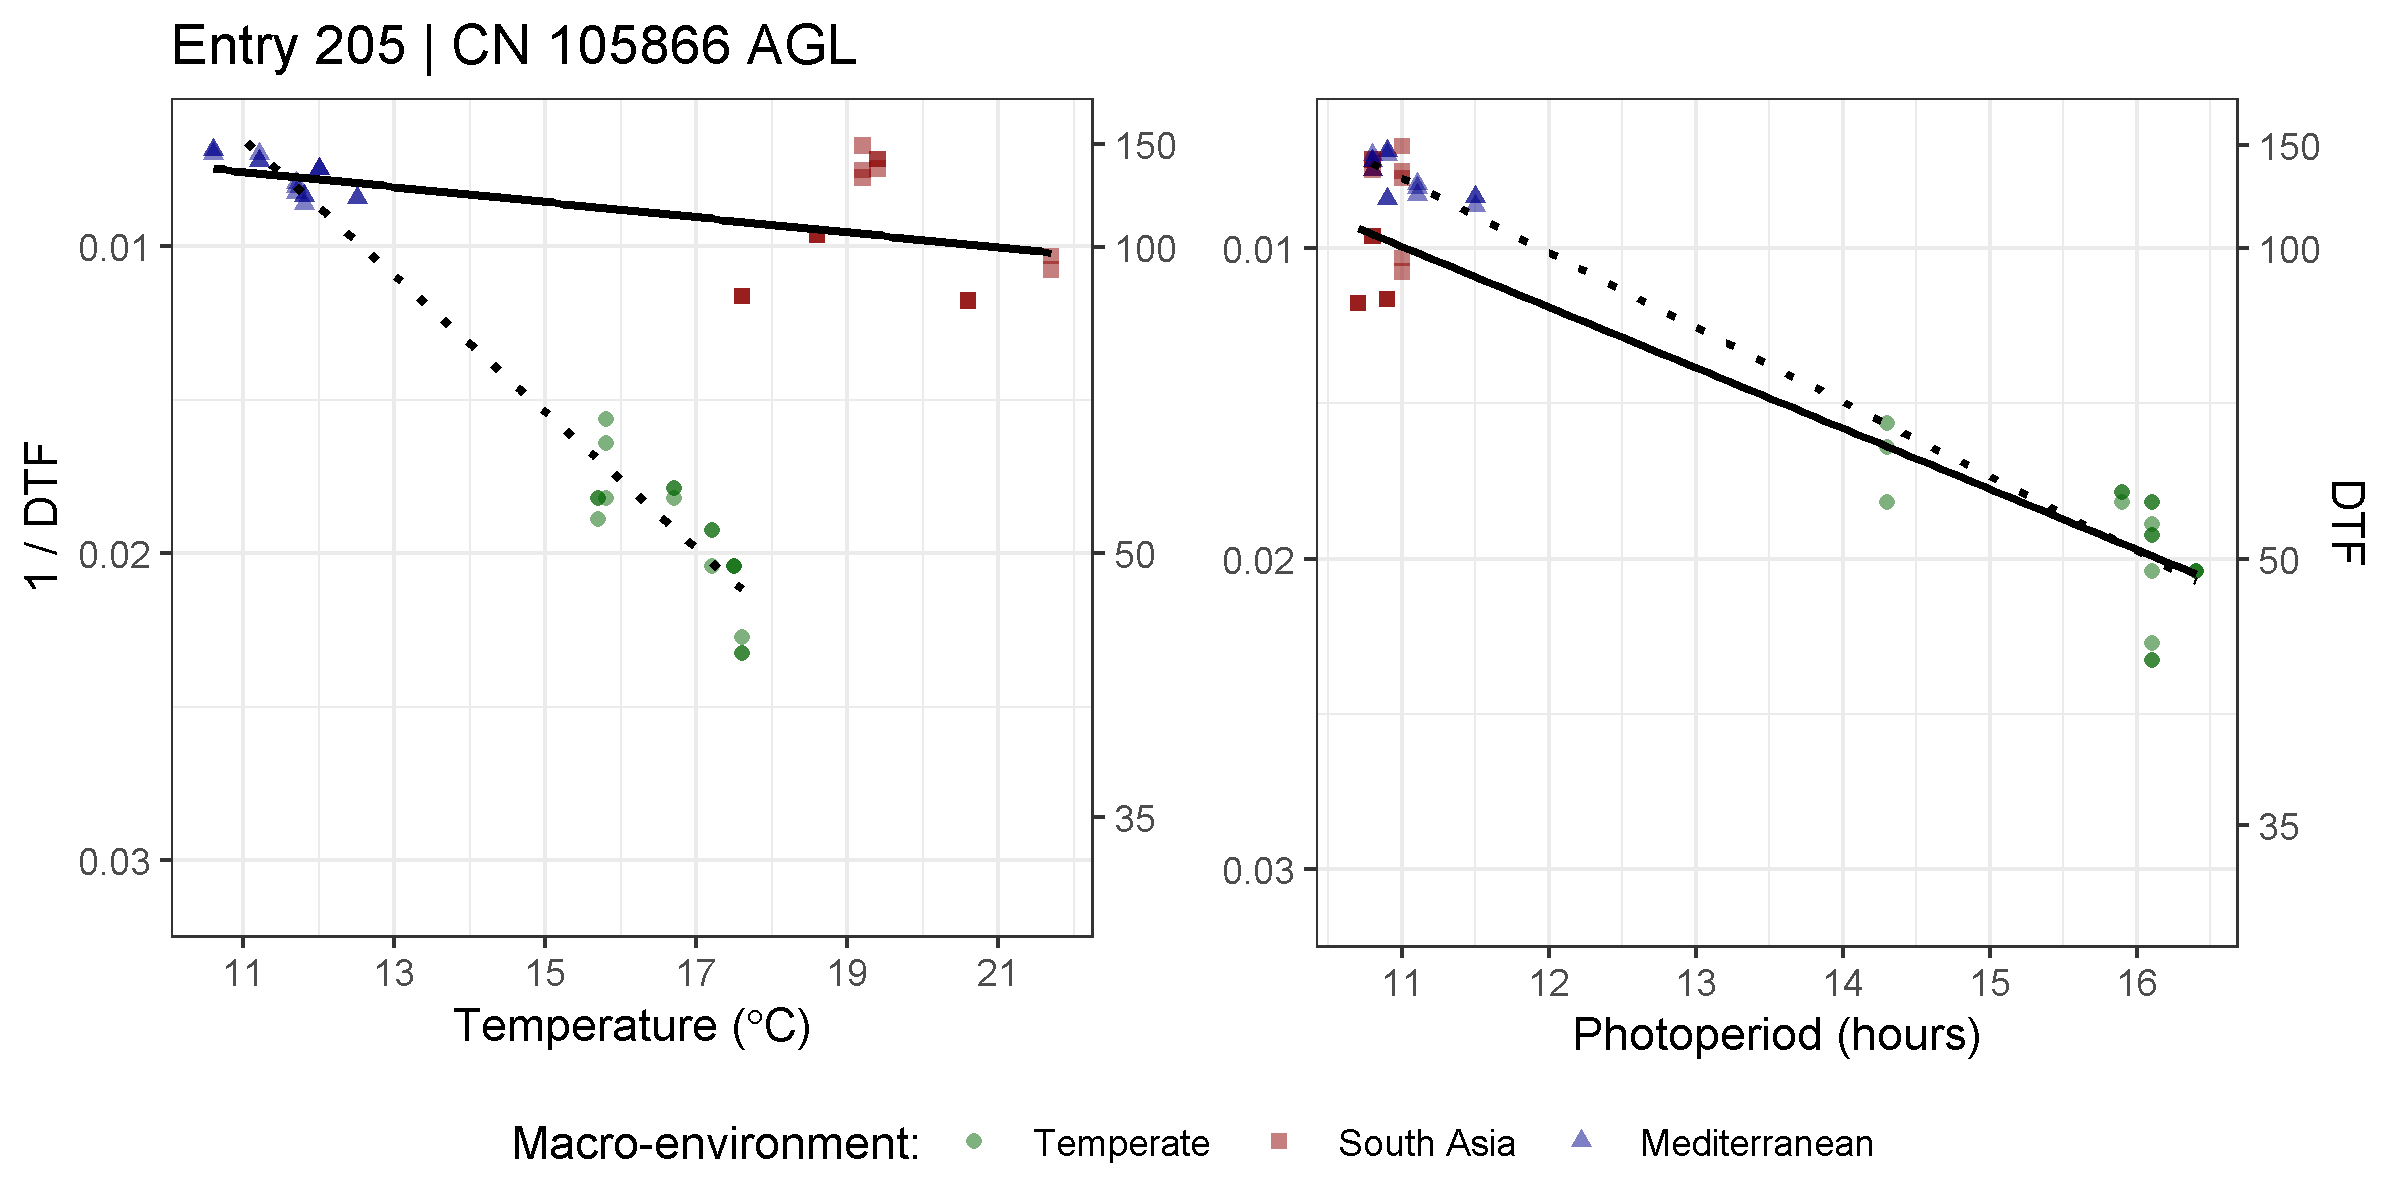 Entry 205 | CN 105866 AGL
1 / DTF
0.01
0.02
0.03
150
100
50
35
11 13 15 17 19 21
Temperature (°C)
0.01
0.02
0.03
150
100
50
35
DTF
11 12 13 14 15 16
Photoperiod (hours)
Macro-environment: Temperate South Asia Mediterranean